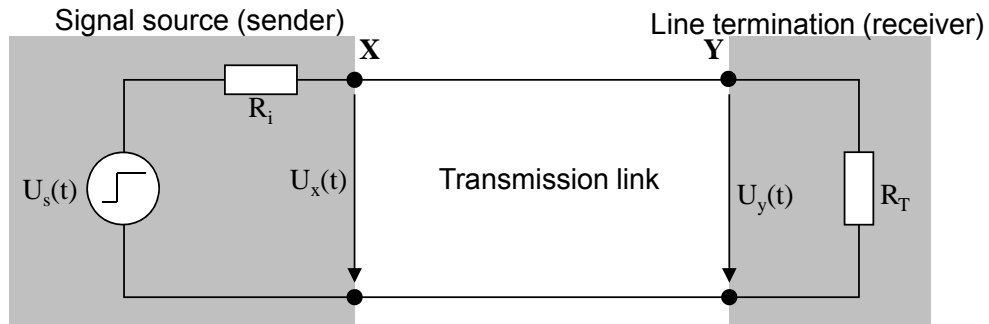 Signal source (sender)
Line termination (receiver)
X
Y
R_i
U_s(t)
U_x(t)
Transmission link
U_y(t)
R_T